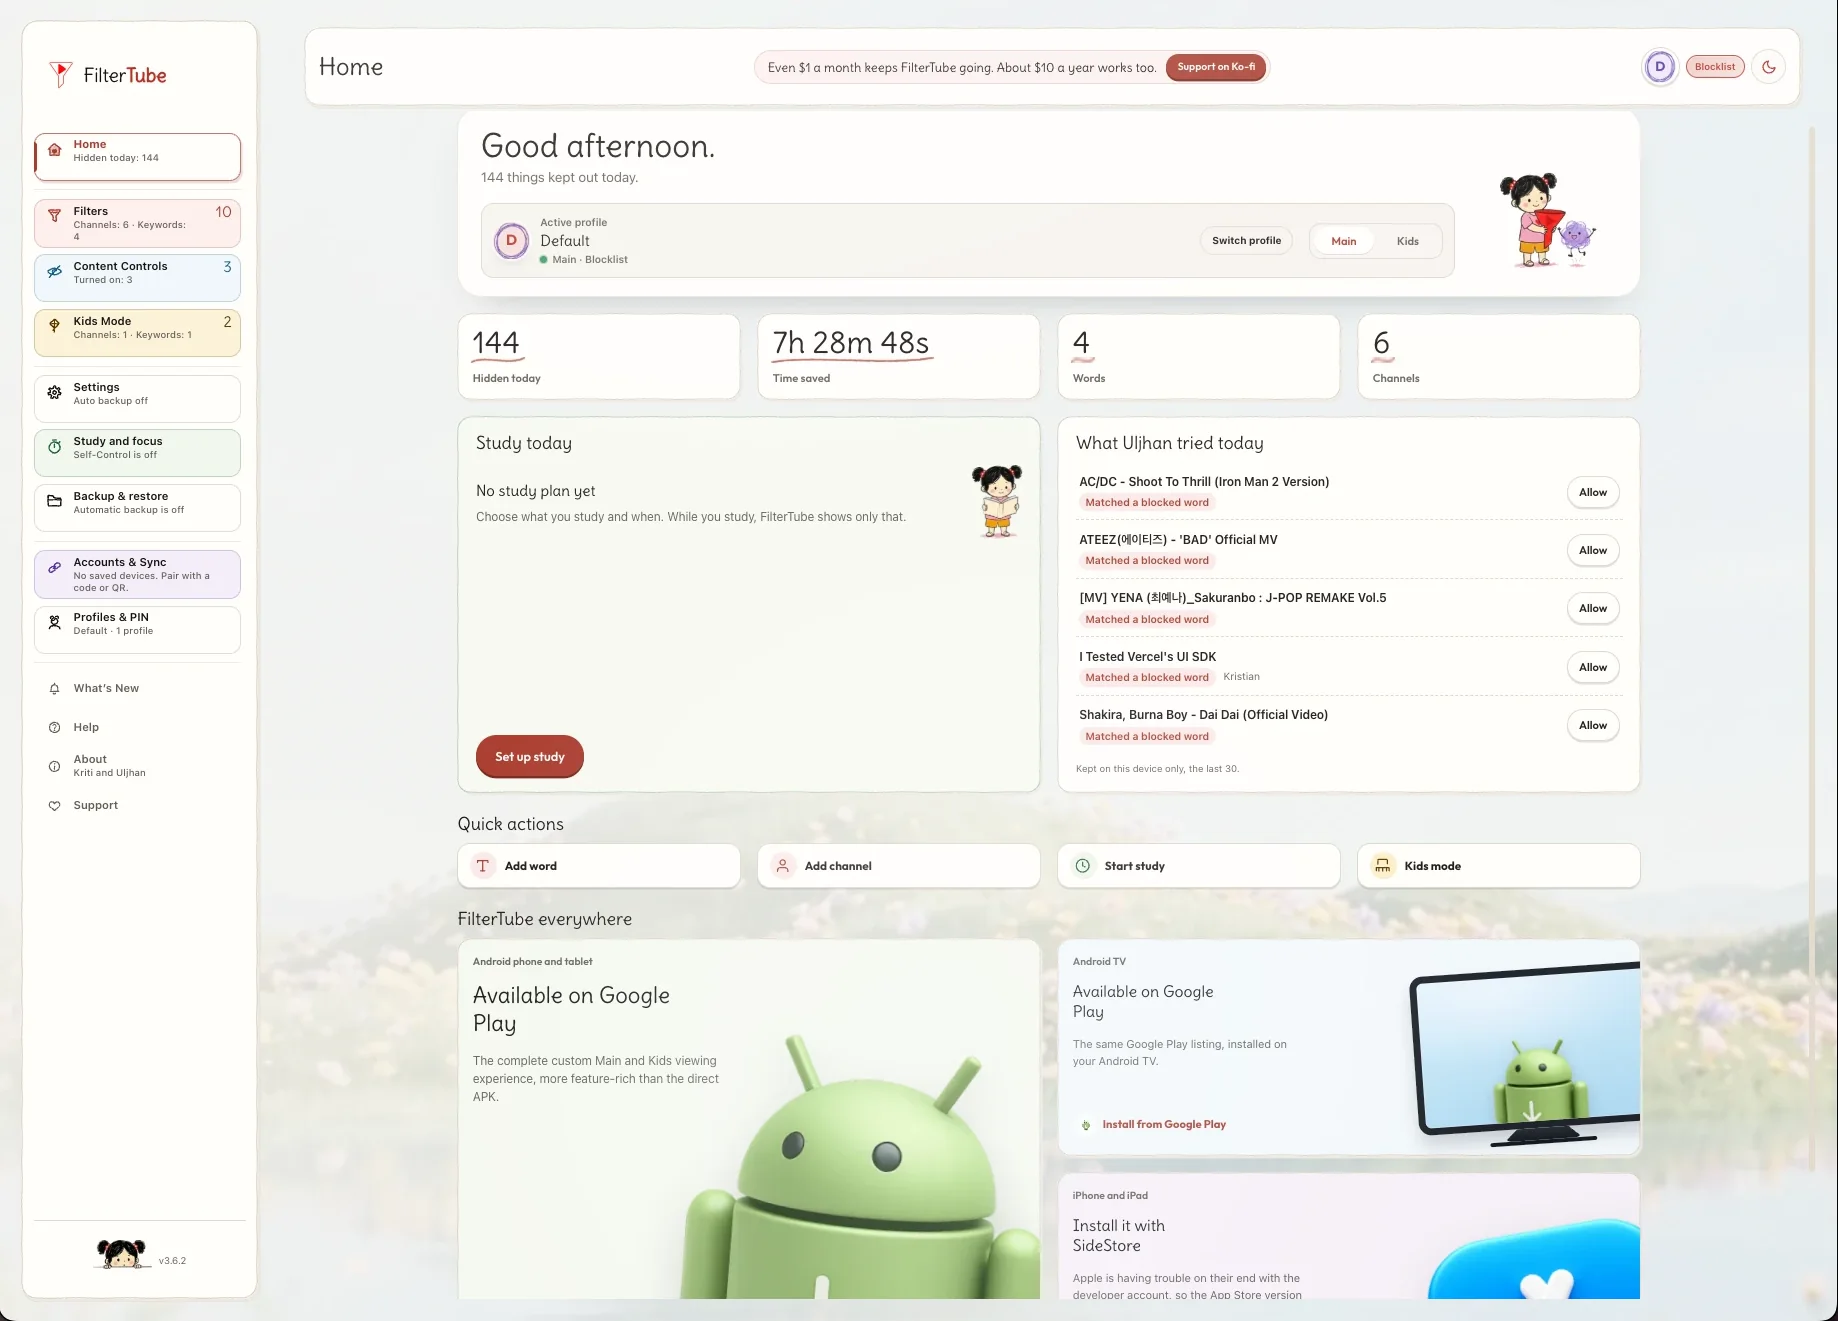 FilterTube
Home
Hidden today: 144
Filters
10
Channels: 6 · Keywords:
4
Content Controls
3
Turned on: 3
Kids Mode
2
Channels: 1 · Keywords: 1
Settings
Auto backup off
Study and focus
Self-Control is off
Backup & restore
Automatic backup is off
Accounts & Sync
No saved devices. Pair with a
code or QR.
Profiles & PIN
Default · 1 profile
What's New
Help
About
Kriti and Uljhan
Support
v3.6.2
Home
Even $1 a month keeps FilterTube going. About $10 a year works too.
Support on Ko-fi
D
Blocklist
Good afternoon.
144 things kept out today.
D
Active profile
Default
Main · Blocklist
Switch profile
Main
Kids
144
Hidden today
7h 28m 48s
Time saved
4
Words
6
Channels
Study today
No study plan yet
Choose what you study and when. While you study, FilterTube shows only that.
Set up study
What Uljhan tried today
AC/DC - Shoot To Thrill (Iron Man 2 Version)
Matched a blocked word
Allow
ATEEZ(에이티즈) - 'BAD' Official MV
Matched a blocked word
Allow
[MV] YENA (최예나)_Sakuranbo : J-POP REMAKE Vol.5
Matched a blocked word
Allow
I Tested Vercel's UI SDK
Matched a blocked word Kristian
Allow
Shakira, Burna Boy - Dai Dai (Official Video)
Matched a blocked word
Allow
Kept on this device only, the last 30.
Quick actions
Add word
Add channel
Start study
Kids mode
FilterTube everywhere
Android phone and tablet
Available on Google
Play
The complete custom Main and Kids viewing
experience, more feature-rich than the direct
APK.
Android TV
Available on Google
Play
The same Google Play listing, installed on
your Android TV.
Install from Google Play
iPhone and iPad
Install it with
SideStore
Apple is having trouble on their end with the
developer account, so the App Store version